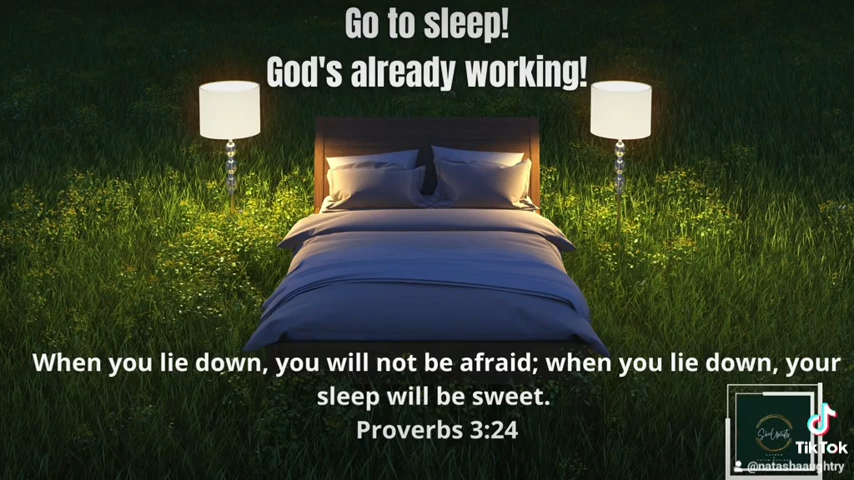 Go to sleep!
God's already working!
When you lie down, you will not be afraid; when you lie down, your
sleep will be sweet.
Proverbs 3:24
TikTok
@natashaaughtry